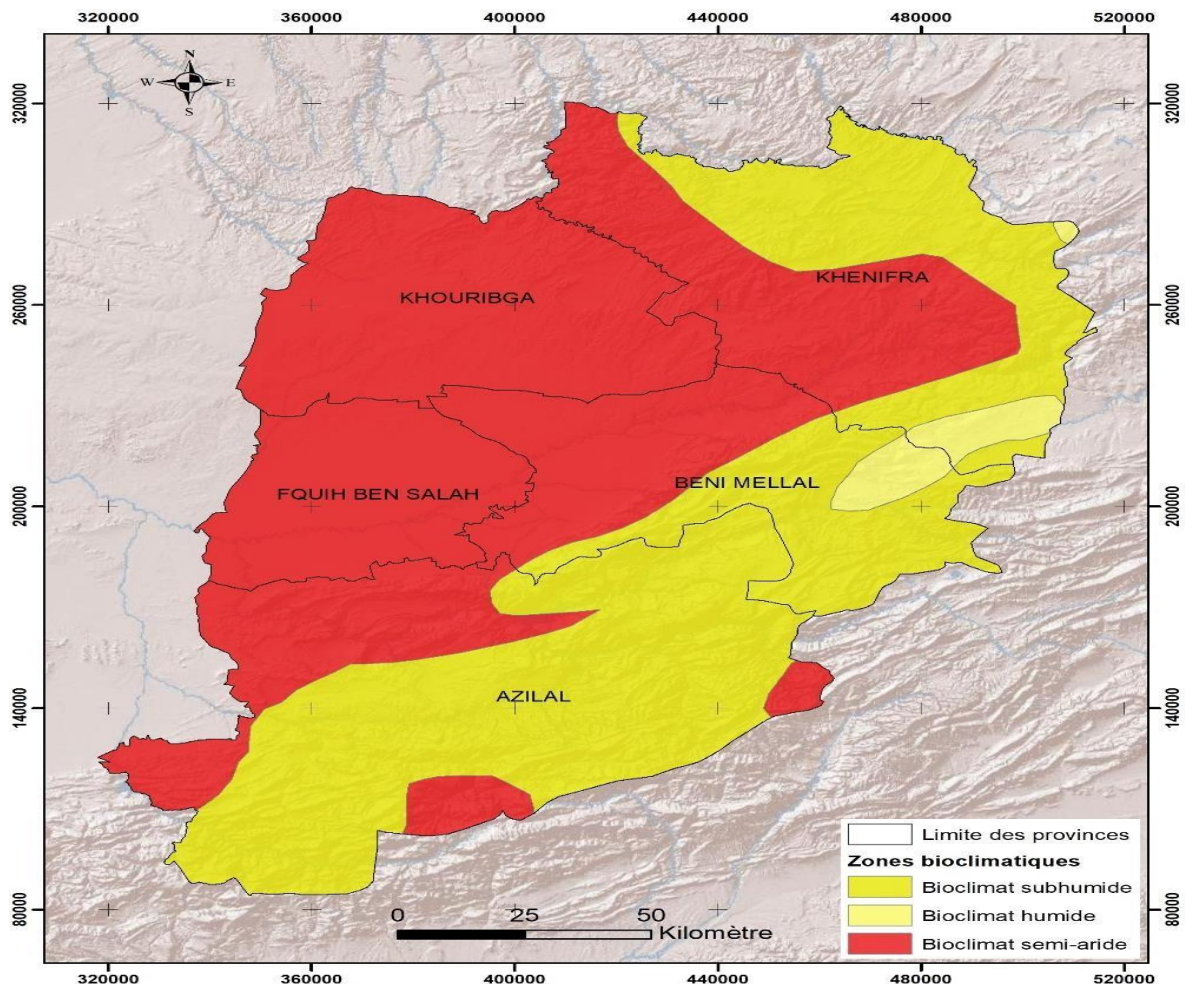 320000 360000 400000 440000 480000 520000
N
W E
S
320000 320000
KHENIFRA
KHOURIBGA
260000 260000
BENI MELLAL
FQUIH BEN SALAH
200000 200000
AZILAL
140000 140000
Limite des provinces
Zones bioclimatiques
Bioclimat subhumide
Bioclimat humide
Bioclimat semi-aride
0 25 50
Kilomètre
80000 80000
320000 360000 400000 440000 480000 520000